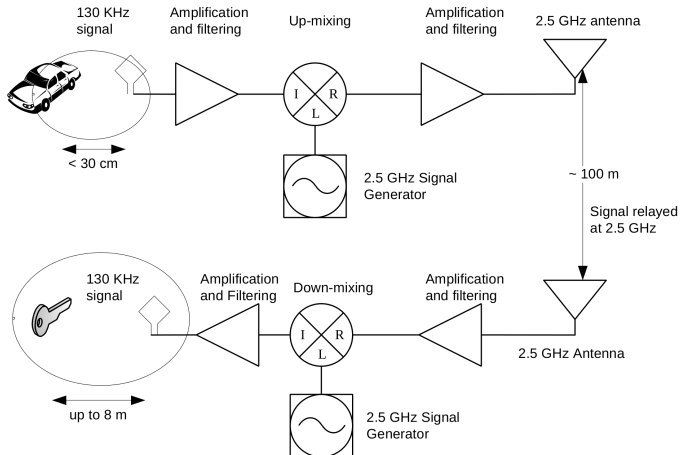 130 KHz
signal
Amplification
and filtering
Up-mixing
Amplification
and filtering
2.5 GHz antenna
I
R
L
< 30 cm
2.5 GHz Signal
Generator
~ 100 m
Signal relayed
at 2.5 GHz
130 KHz
signal
Amplification
and Filtering
Down-mixing
Amplification
and filtering
I
R
L
2.5 GHz Antenna
up to 8 m
2.5 GHz Signal
Generator